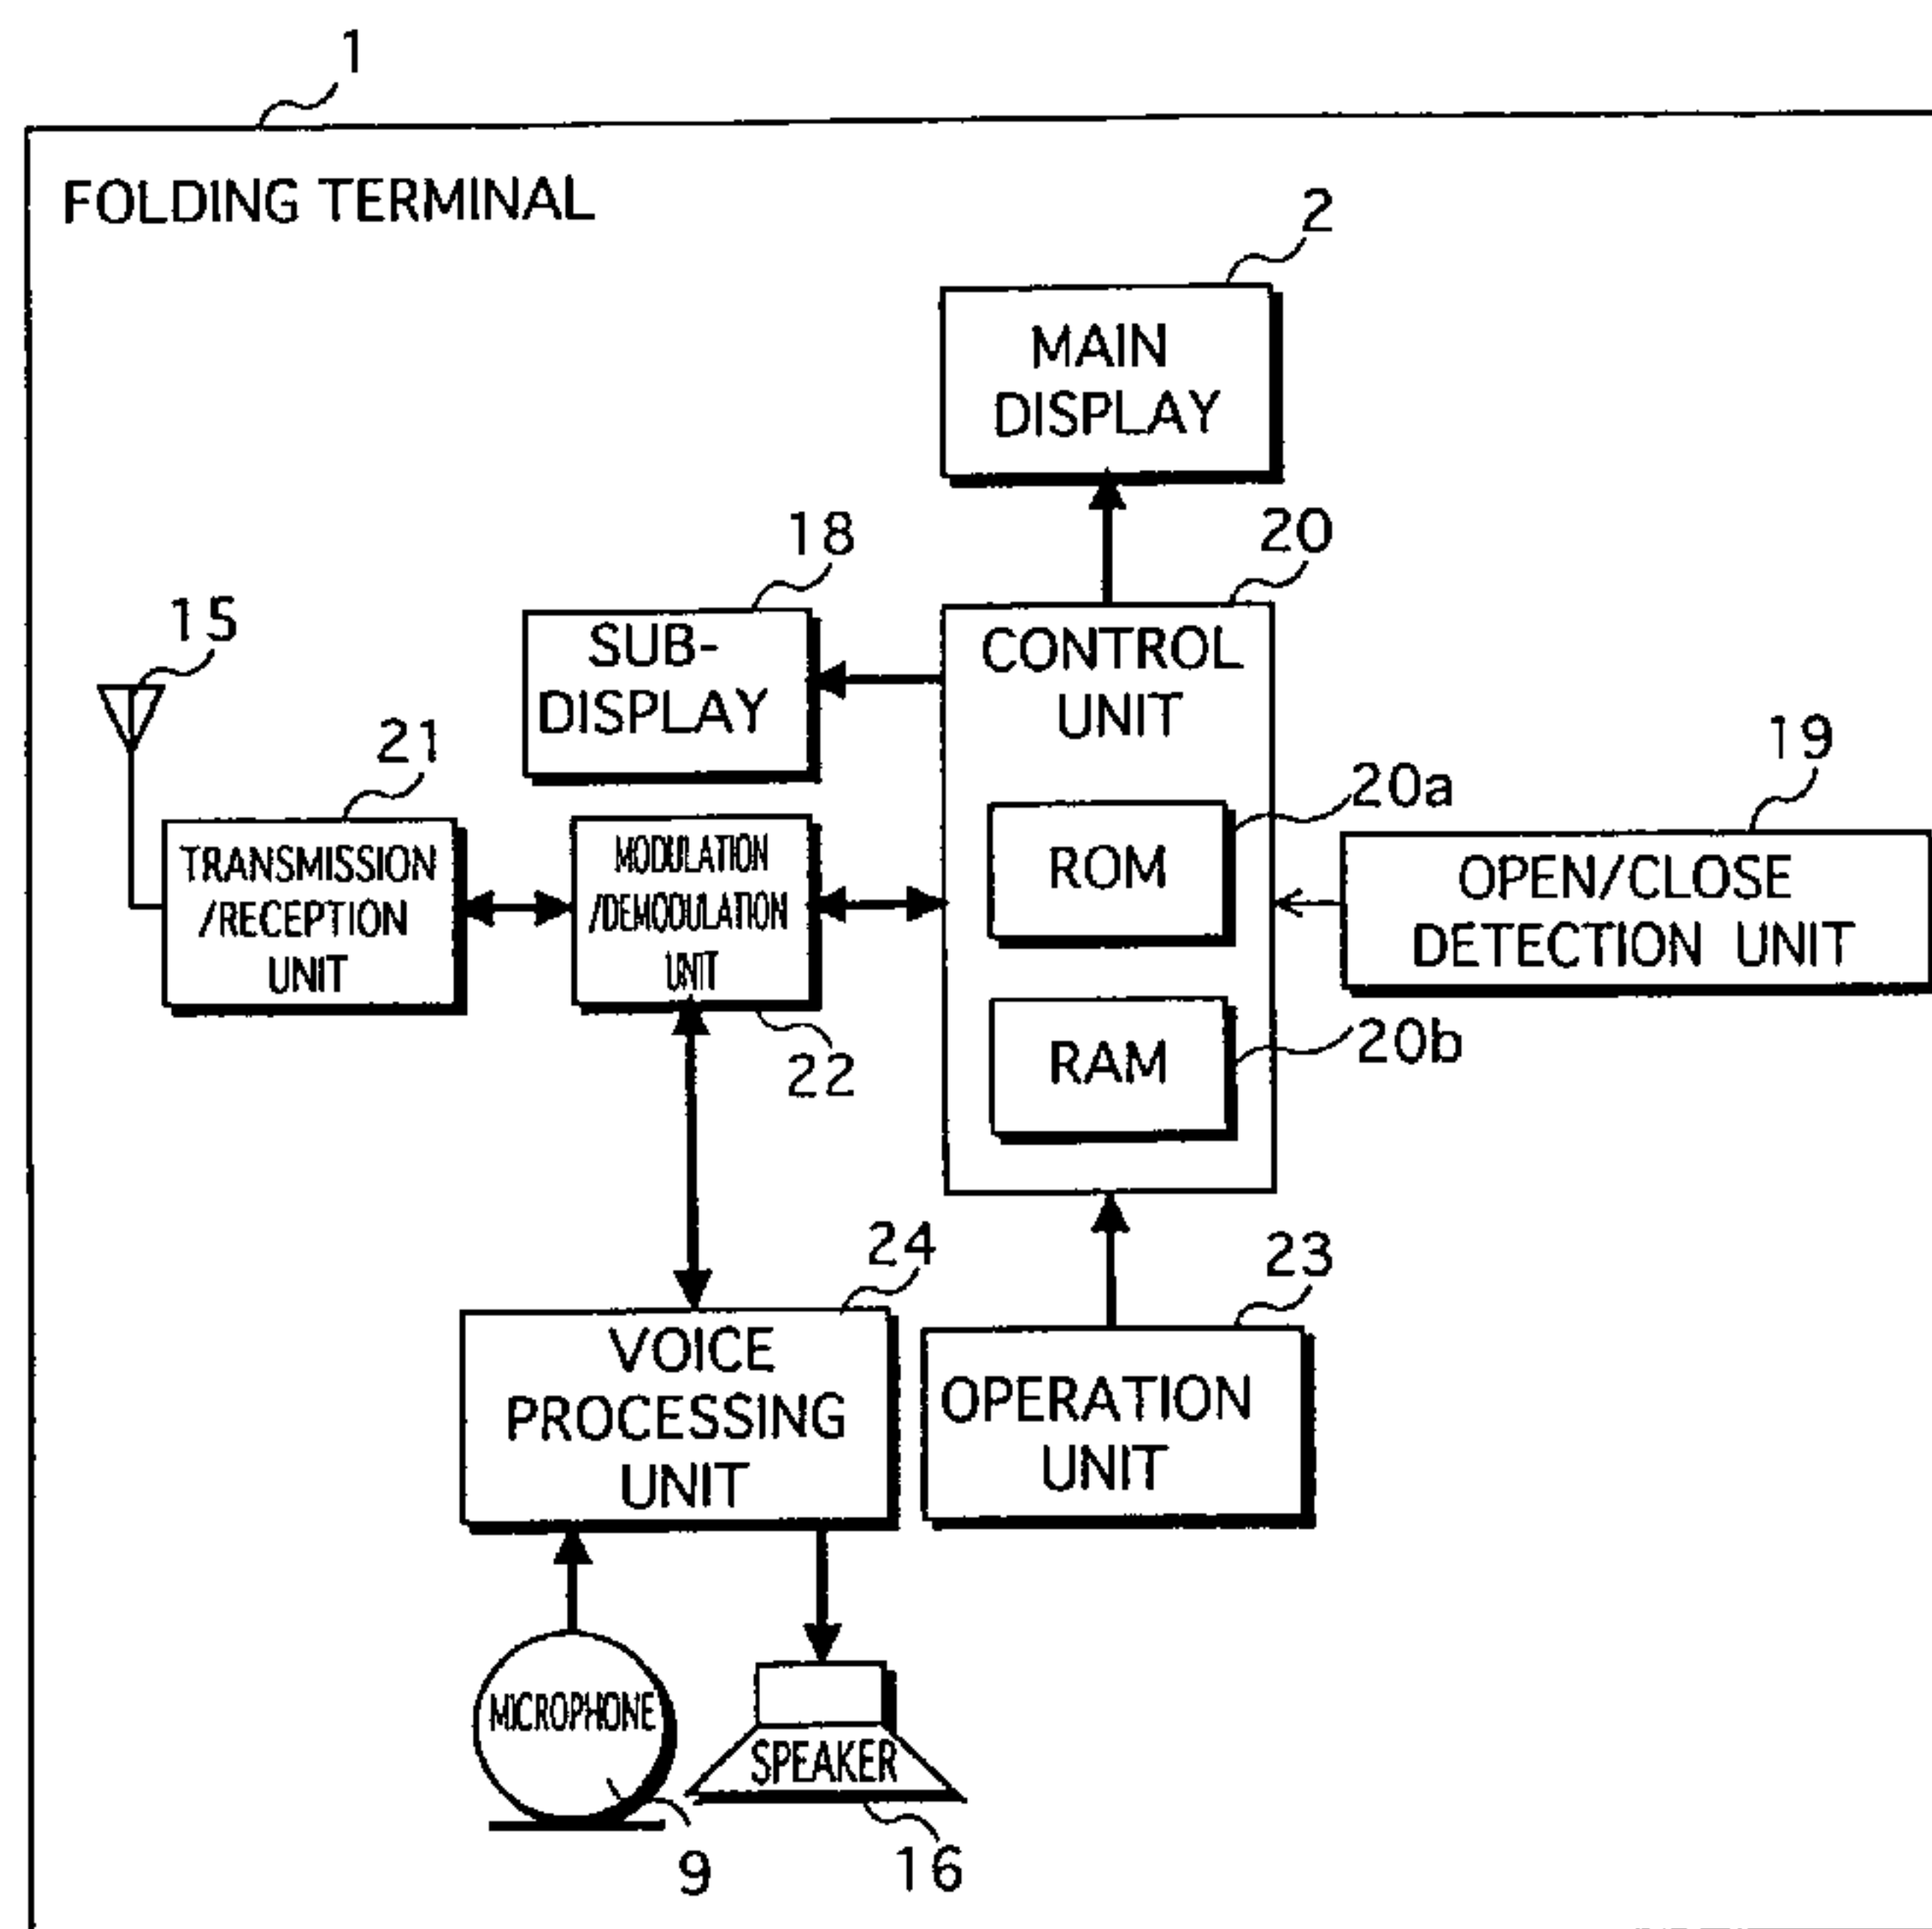 1
FOLDING TERMINAL
2
MAIN
DISPLAY
18
20
15
SUB-
DISPLAY
CONTROL
UNIT
21
19
20a
TRANSMISSION
/RECEPTION
UNIT
MODULATION
/DEMODULATION
UNIT
ROM
OPEN/CLOSE
DETECTION UNIT
22
RAM
20b
24
23
VOICE
PROCESSING
UNIT
OPERATION
UNIT
MICROPHONE
SPEAKER
9
16